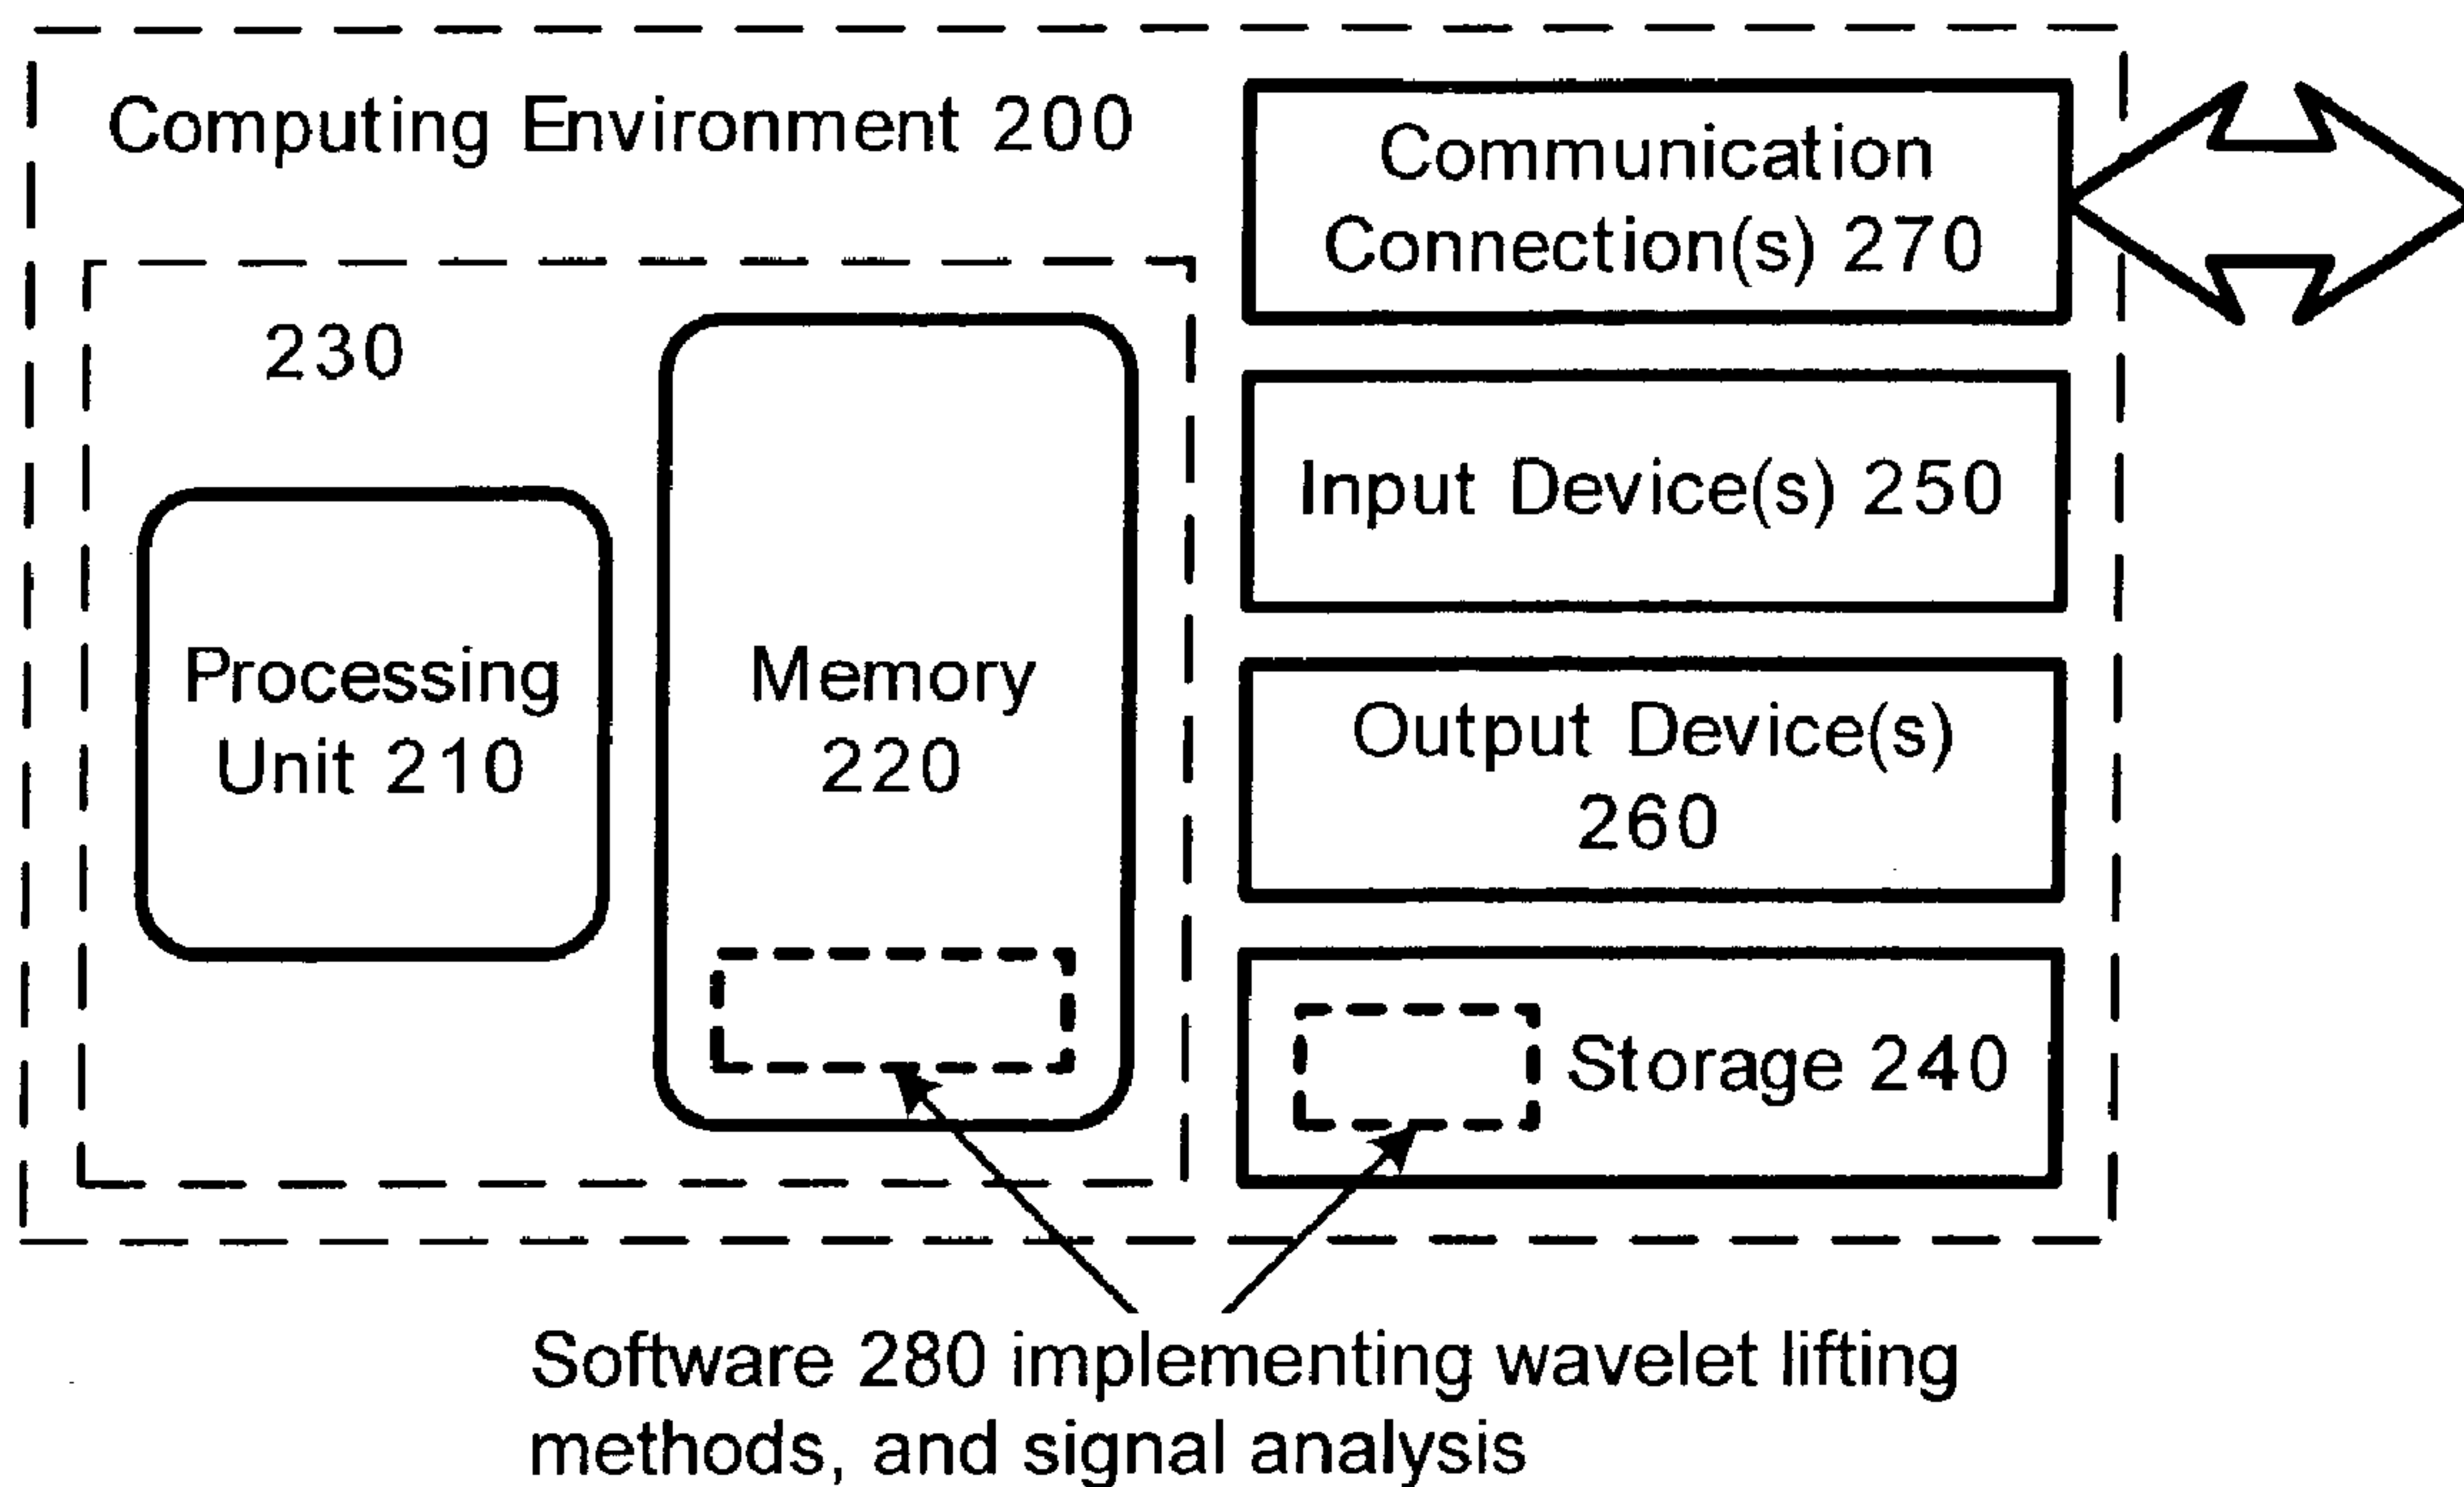 Computing Environment 200
Communication
Connection(s) 270
230
Input Device(s) 250
Processing
Unit 210
Memory
220
Output Device(s)
260
Storage 240
Software 280 implementing wavelet lifting
methods, and signal analysis